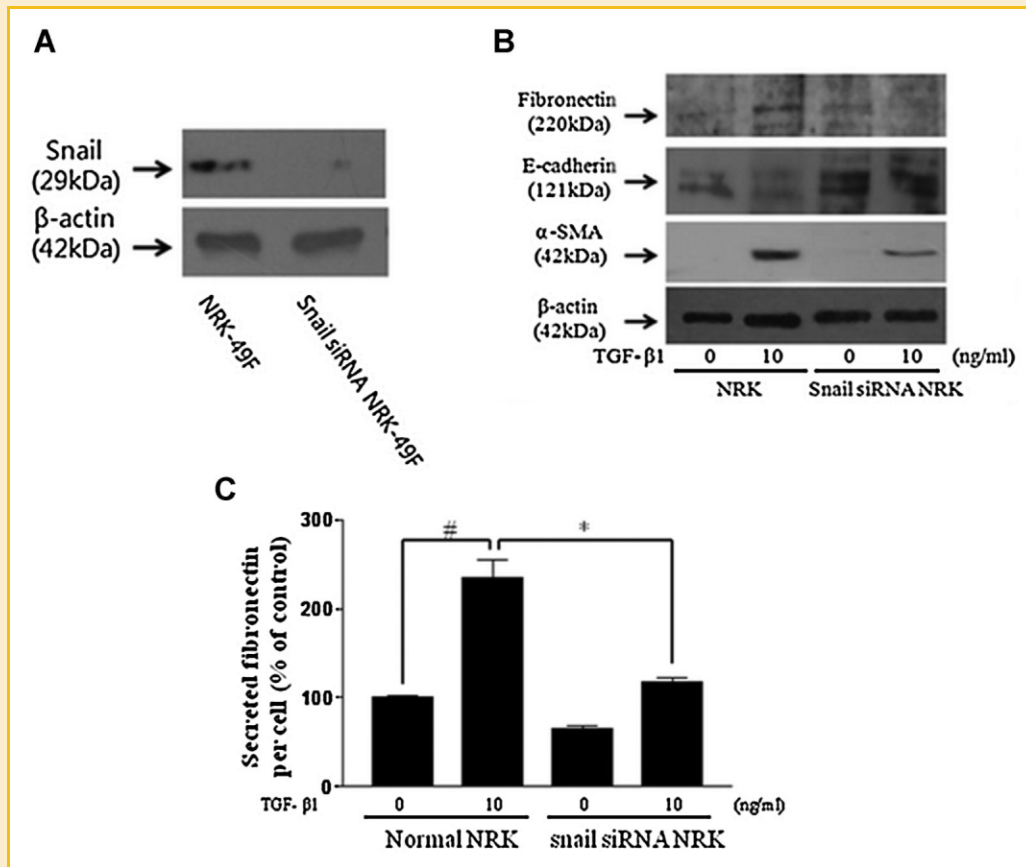 A
Snail
(29kDa)
β-actin
(42kDa)
NRK-49F
Snail siRNA NRK-49F
B
Fibronectin
(220kDa)
E-cadherin
(121kDa)
α-SMA
(42kDa)
β-actin
(42kDa)
TGF- β1 0 10 0 10 (ng/ml)
NRK Snail siRNA NRK
C
Secreted fibronectin
per cell (% of control)
300
200
100
0
# *
TGF- β1 0 10 0 10 (ng/ml)
Normal NRK snail siRNA NRK